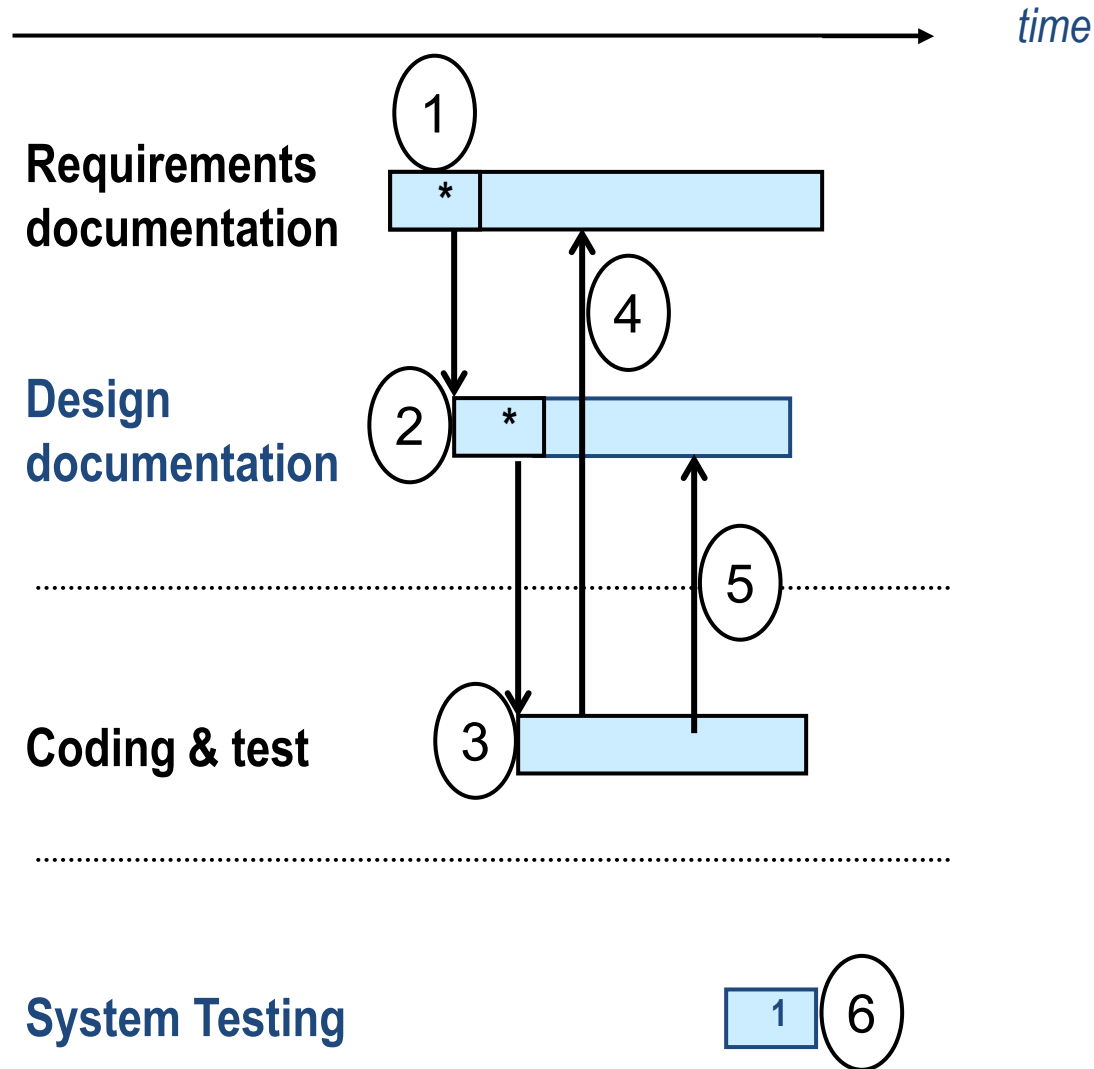 time
1
Requirements
documentation
*
4
Design
documentation
2
*
5
Coding & test
3
System Testing
1
6